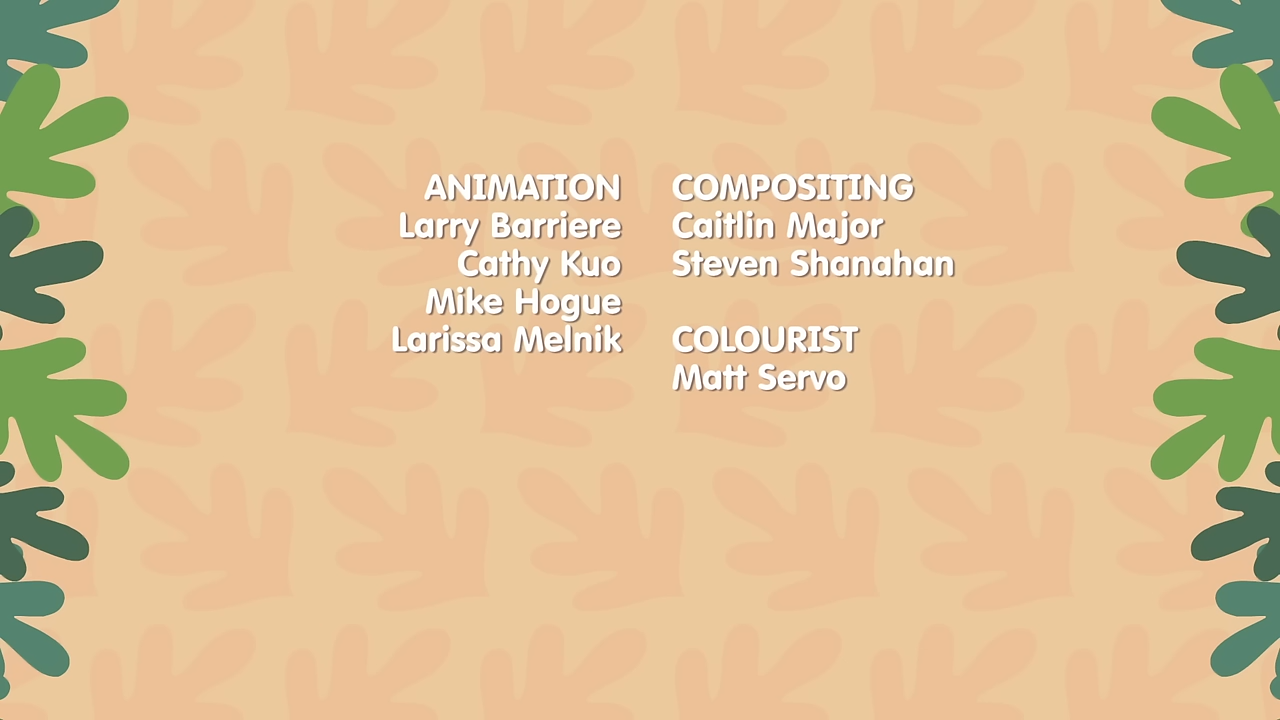 ANIMATION
Larry Barriere
Cathy Kuo
Mike Hogue
Larissa Melnik
COMPOSITING
Caitlin Major
Steven Shanahan
COLOURIST
Matt Servo